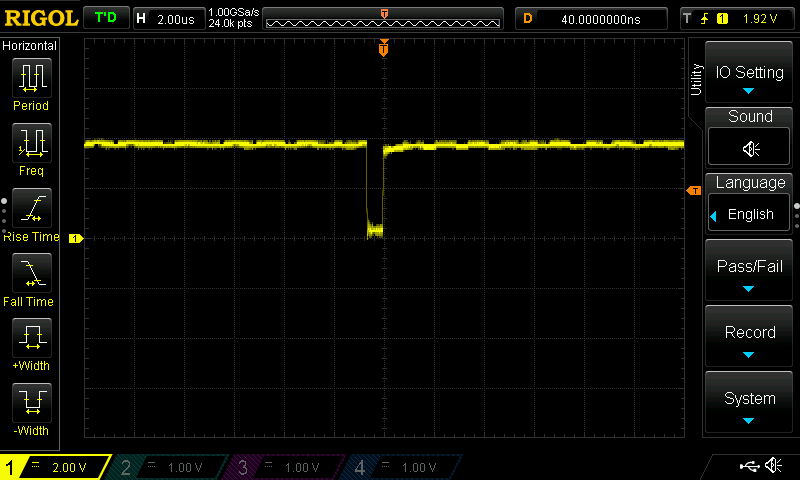 RIGOL T'D H 2.00us 1.00GSa/s T D 40.0000000ns T 1 1.92 V
24.0k pts
Horizontal
Period
Freq
Rise Time
Fall Time
+Width
-Width
T
T
1
Utility
IO Setting
Sound
Language
English
Pass/Fail
Record
System
1 2.00 V 2 1.00 V 3 1.00 V 4 1.00 V